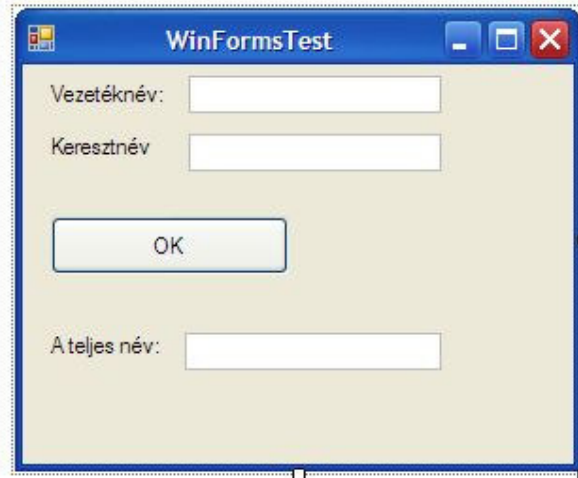 WinFormsTest
Vezetéknév:
Keresztnév
OK
A teljes név: